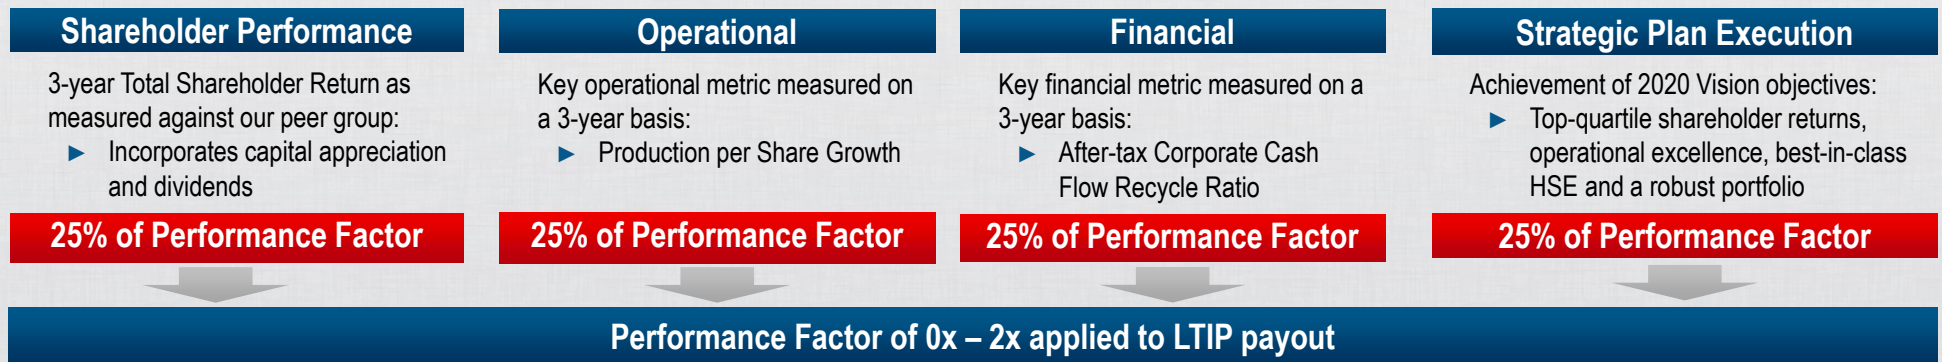 Shareholder Performance
3-year Total Shareholder Return as
measured against our peer group:
► Incorporates capital appreciation
and dividends
25% of Performance Factor
Operational
Key operational metric measured on
a 3-year basis:
► Production per Share Growth
25% of Performance Factor
Financial
Key financial metric measured on a
3-year basis:
► After-tax Corporate Cash
Flow Recycle Ratio
25% of Performance Factor
Strategic Plan Execution
Achievement of 2020 Vision objectives:
► Top-quartile shareholder returns,
operational excellence, best-in-class
HSE and a robust portfolio
25% of Performance Factor
Performance Factor of 0x – 2x applied to LTIP payout